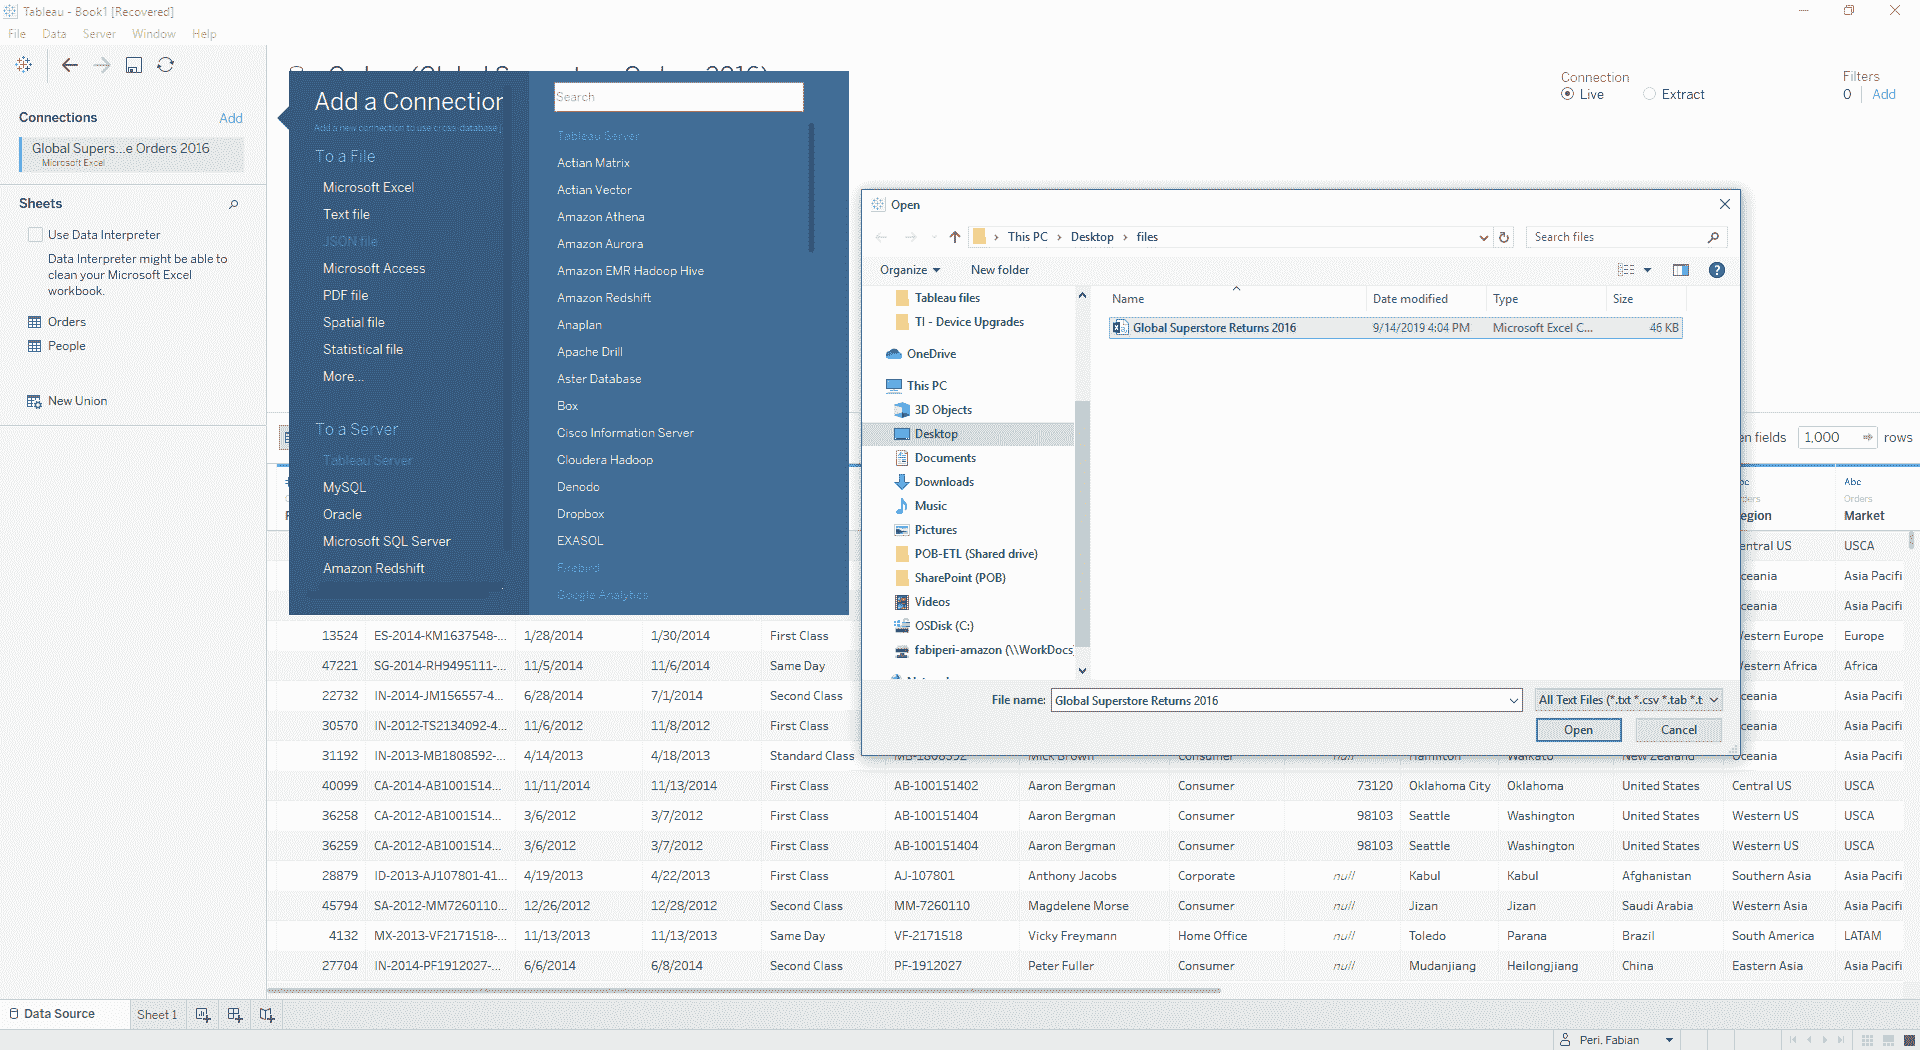 Tableau - Book1 [Recovered]
File Data Server Window Help
Connections Add
Global Supers...e Orders 2016
Microsoft Excel
Sheets
Use Data Interpreter
Data Interpreter might be able to
clean your Microsoft Excel
workbook.
Orders
People
New Union
Add a Connection
Add a new connection to use cross-database j
To a File
Microsoft Excel
Text file
JSON file
Microsoft Access
PDF file
Spatial file
Statistical file
More...
To a Server
Tableau Server
MySQL
Oracle
Microsoft SQL Server
Amazon Redshift
Search
Tableau Server
Actian Matrix
Actian Vector
Amazon Athena
Amazon Aurora
Amazon EMR Hadoop Hive
Amazon Redshift
Anaplan
Apache Drill
Aster Database
Box
Cisco Information Server
Cloudera Hadoop
Denodo
Dropbox
EXASOL
Firebird
Google Analytics
Connection
Live Extract
Filters
0 Add
Open
This PC Desktop files
Search files
Organize New folder
Tableau files
TI - Device Upgrades
OneDrive
This PC
3D Objects
Desktop
Documents
Downloads
Music
Pictures
POB-ETL (Shared drive)
SharePoint (POB)
Videos
OSDisk (C:)
fabiperi-amazon (\\WorkDocs
Name Date modified Type Size
Global Superstore Returns 2016 9/14/2019 4:04 PM Microsoft Excel C... 46 KB
File name: Global Superstore Returns 2016 All Text Files (*.txt *.csv *.tab *.t
Open Cancel
en fields 1,000 rows
Abc
Orders
egion Market
entral US USCA
ceania Asia Pacifi
ceania Asia Pacifi
13524 ES-2014-KM1637548-... 1/28/2014 1/30/2014 First Class estern Europe Europe
47221 SG-2014-RH9495111-... 11/5/2014 11/6/2014 Same Day estern Africa Africa
22732 IN-2014-JM156557-4... 6/28/2014 7/1/2014 Second Class ceania Asia Pacifi
30570 IN-2012-TS2134092-4... 11/6/2012 11/8/2012 First Class ceania Asia Pacifi
31192 IN-2013-MB1808592-... 4/14/2013 4/18/2013 Standard Class MB-1808592 Mick Brown Consumer null Hamilton Waikato New Zealand ceania Asia Pacifi
40099 CA-2014-AB1001514... 11/11/2014 11/13/2014 First Class AB-100151402 Aaron Bergman Consumer 73120 Oklahoma City Oklahoma United States Central US USCA
36258 CA-2012-AB1001514... 3/6/2012 3/7/2012 First Class AB-100151404 Aaron Bergman Consumer 98103 Seattle Washington United States Western US USCA
36259 CA-2012-AB1001514... 3/6/2012 3/7/2012 First Class AB-100151404 Aaron Bergman Consumer 98103 Seattle Washington United States Western US USCA
28879 ID-2013-AJ107801-41... 4/19/2013 4/22/2013 First Class AJ-107801 Anthony Jacobs Corporate null Kabul Kabul Afghanistan Southern Asia Asia Pacifi
45794 SA-2012-MM7260110... 12/26/2012 12/28/2012 Second Class MM-7260110 Magdelene Morse Consumer null Jizan Jizan Saudi Arabia Western Asia Asia Pacifi
4132 MX-2013-VF2171518-... 11/13/2013 11/13/2013 Same Day VF-2171518 Vicky Freymann Home Office null Toledo Parana Brazil South America LATAM
27704 IN-2014-PF1912027-... 6/6/2014 6/8/2014 Second Class PF-1912027 Peter Fuller Consumer null Mudanjiang Heilongjiang China Eastern Asia Asia Pacifi
Data Source Sheet 1
Peri. Fabian